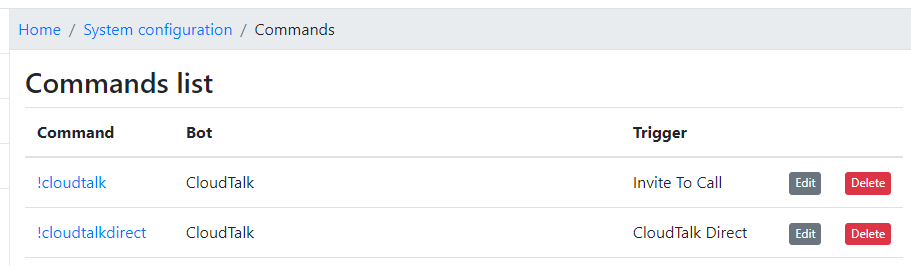 Home / System configuration / Commands
Commands list
Command Bot Trigger
!cloudtalk CloudTalk Invite To Call Edit Delete
!cloudtalkdirect CloudTalk CloudTalk Direct Edit Delete